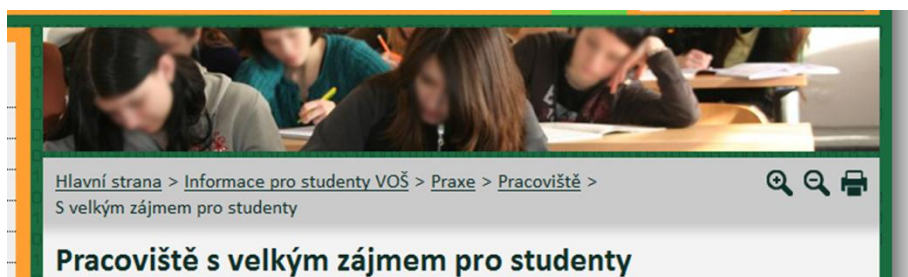 Hlavní strana > Informace pro studenty VOŠ > Praxe > Pracoviště >
S velkým zájmem pro studenty
Pracoviště s velkým zájmem pro studenty